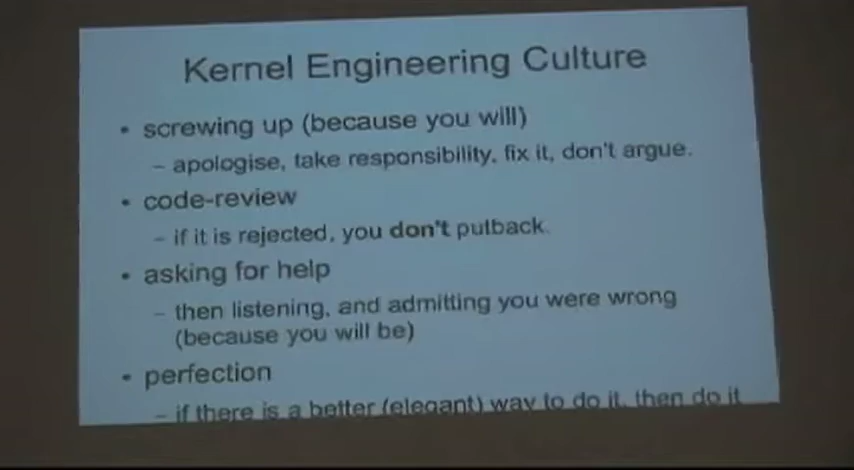 Kernel Engineering Culture
• screwing up (because you will)
– apologise, take responsibility, fix it, don't argue.
• code-review
– if it is rejected, you don't putback.
• asking for help
– then listening, and admitting you were wrong
(because you will be)
• perfection
– if there is a better (elegant) way to do it, then do it